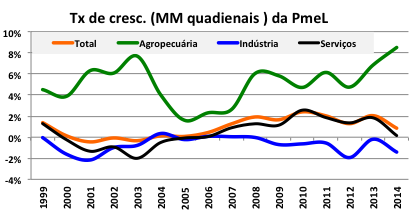 Tx de cresc. (MM quadienais ) da PmeL
10%
8%
6%
4%
2%
0%
-2%
-4%
Total Agropecuária Indústria Serviços
1999 2000 2001 2002 2003 2004 2005 2006 2007 2008 2009 2010 2011 2012 2013 2014